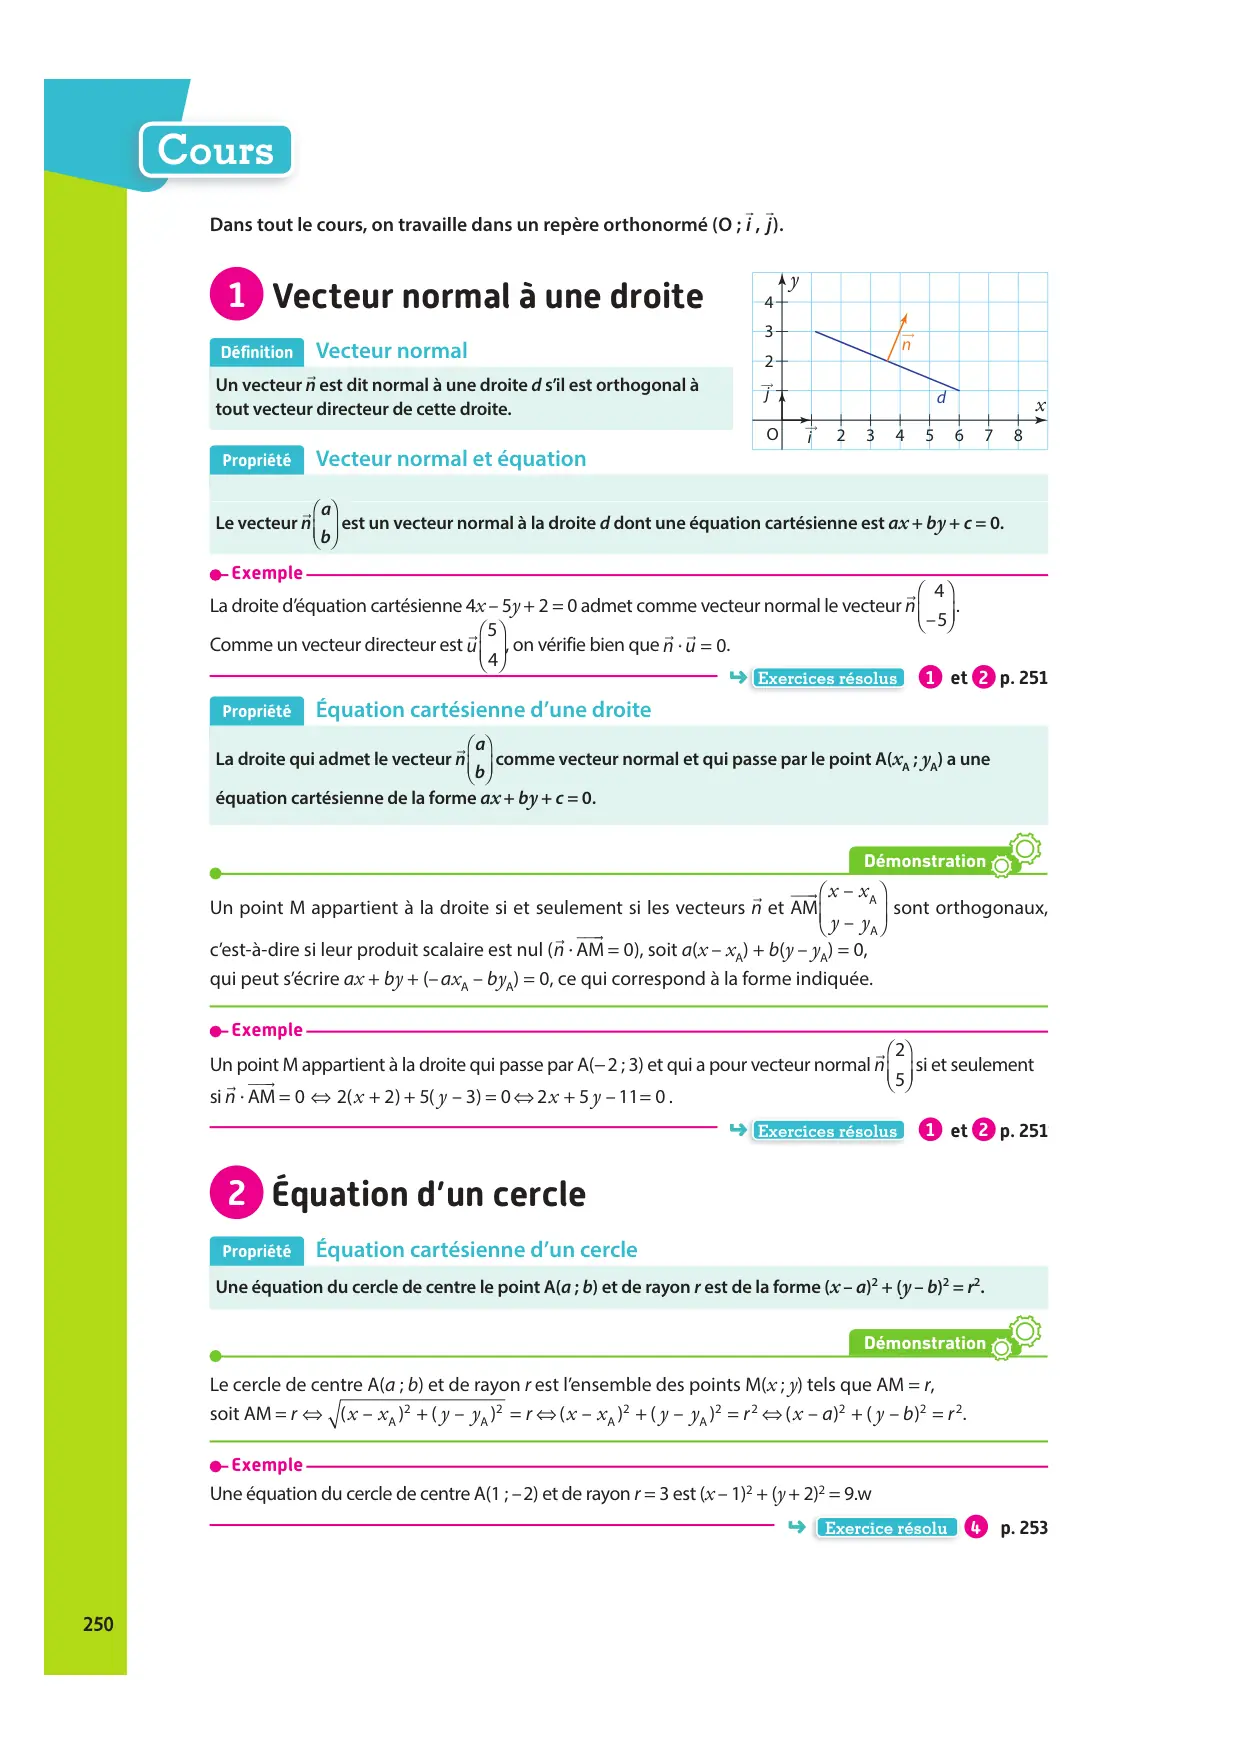 Cours
Dans tout le cours, on travaille dans un repère orthonormé (O ; i⃗ , j⃗).
1 Vecteur normal à une droite
Définition Vecteur normal
Un vecteur n⃗ est dit normal à une droite d s’il est orthogonal à
tout vecteur directeur de cette droite.
y
4
3
2
j⃗
O
i⃗ 2 3 4 5 6 7 8
x
n⃗
d
Propriété Vecteur normal et équation
Le vecteur n⃗ (a b) est un vecteur normal à la droite d dont une équation cartésienne est ax + by + c = 0.
Exemple
La droite d’équation cartésienne 4x – 5y + 2 = 0 admet comme vecteur normal le vecteur n⃗ (4 –5).
Comme un vecteur directeur est u⃗ (5 4), on vérifie bien que n⃗ · u⃗ = 0.
Exercices résolus 1 et 2 p. 251
Propriété Équation cartésienne d’une droite
La droite qui admet le vecteur n⃗ (a b) comme vecteur normal et qui passe par le point A(xA ; yA) a une
équation cartésienne de la forme ax + by + c = 0.
Démonstration
Un point M appartient à la droite si et seulement si les vecteurs n⃗ et AM⃗ (x – xA y – yA) sont orthogonaux,
c’est-à-dire si leur produit scalaire est nul (n⃗ · AM⃗ = 0), soit a(x – xA) + b(y – yA) = 0,
qui peut s’écrire ax + by + (–axA – byA) = 0, ce qui correspond à la forme indiquée.
Exemple
Un point M appartient à la droite qui passe par A(–2 ; 3) et qui a pour vecteur normal n⃗ (2 5) si et seulement
si n⃗ · AM⃗ = 0 ⇔ 2(x + 2) + 5(y – 3) = 0 ⇔ 2x + 5y – 11 = 0 .
Exercices résolus 1 et 2 p. 251
2 Équation d’un cercle
Propriété Équation cartésienne d’un cercle
Une équation du cercle de centre le point A(a ; b) et de rayon r est de la forme (x – a)² + (y – b)² = r².
Démonstration
Le cercle de centre A(a ; b) et de rayon r est l’ensemble des points M(x ; y) tels que AM = r,
soit AM = r ⇔ √((x – xA)² + (y – yA)²) = r ⇔ (x – xA)² + (y – yA)² = r² ⇔ (x – a)² + (y – b)² = r².
Exemple
Une équation du cercle de centre A(1 ; –2) et de rayon r = 3 est (x – 1)² + (y + 2)² = 9.w
Exercice résolu 4 p. 253
250